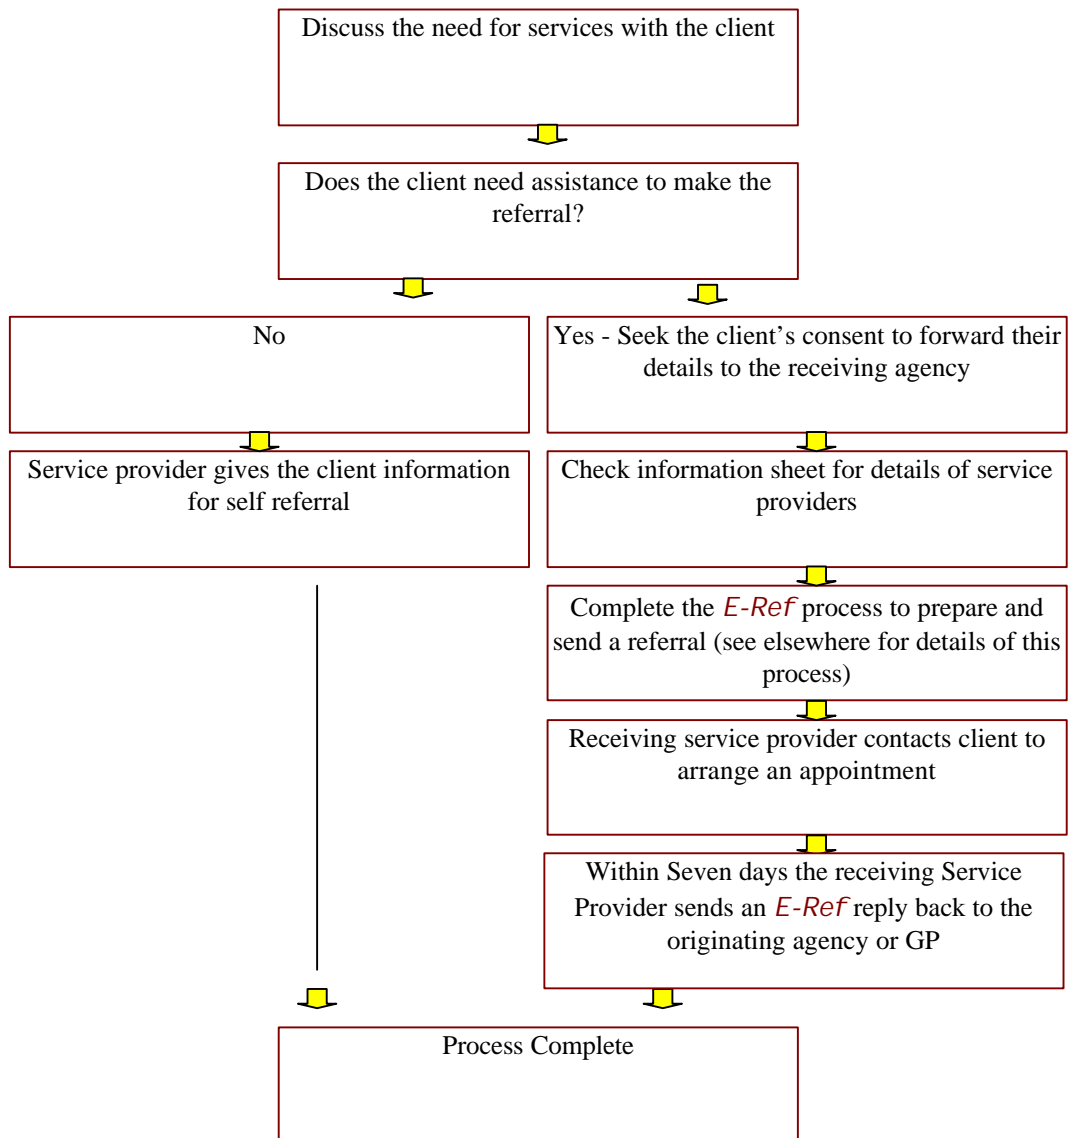 Discuss the need for services with the client
Does the client need assistance to make the
referral?
No
Service provider gives the client information
for self referral
Yes - Seek the client’s consent to forward their
details to the receiving agency
Check information sheet for details of service
providers
Complete the E-Ref process to prepare and
send a referral (see elsewhere for details of this
process)
Receiving service provider contacts client to
arrange an appointment
Within Seven days the receiving Service
Provider sends an E-Ref reply back to the
originating agency or GP
Process Complete